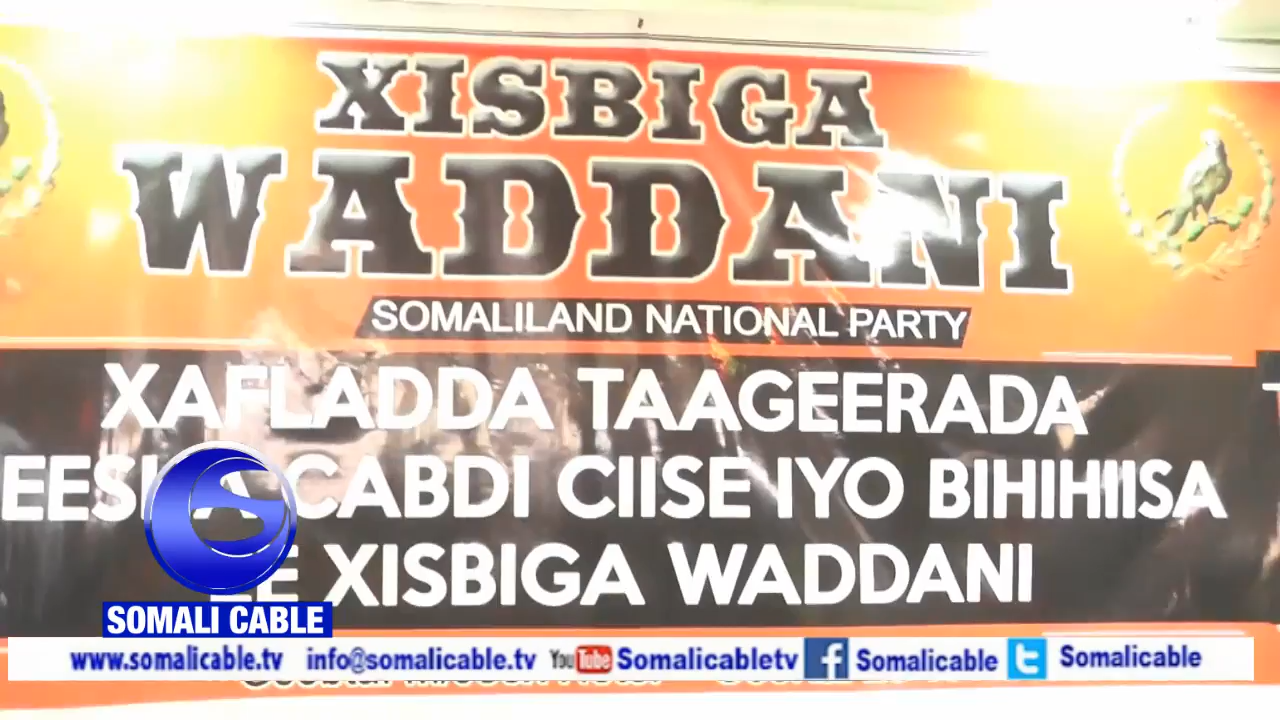 XISBIGA
WADDANI
SOMALILAND NATIONAL PARTY
XAFLADDA TAAGEERADA
CABDI CIISE IYO BIHIHIISA
XISBIGA WADDANI
SOMALI CABLE
www.somalicable.tv info@somalicable.tv YouTube Somalicabletv f Somalicable t Somalicable